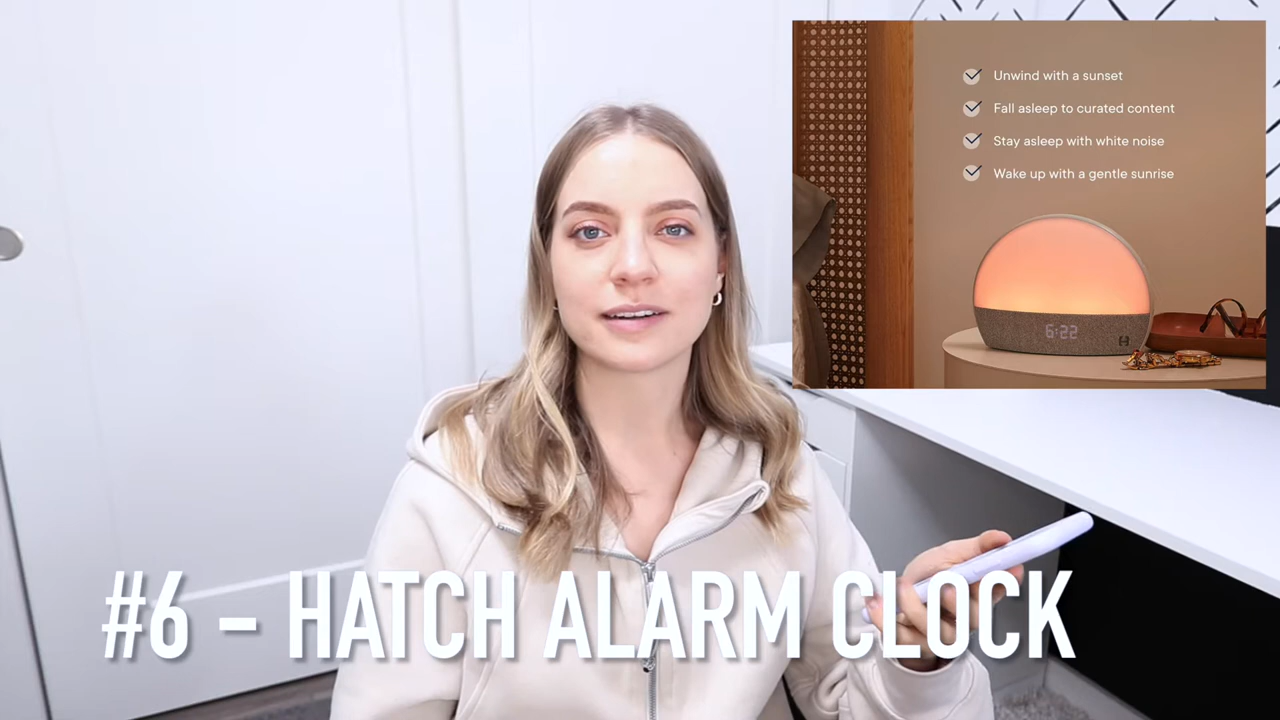 Unwind with a sunset
Fall asleep to curated content
Stay asleep with white noise
Wake up with a gentle sunrise
6:22
H
#6 - HATCH ALARM CLOCK